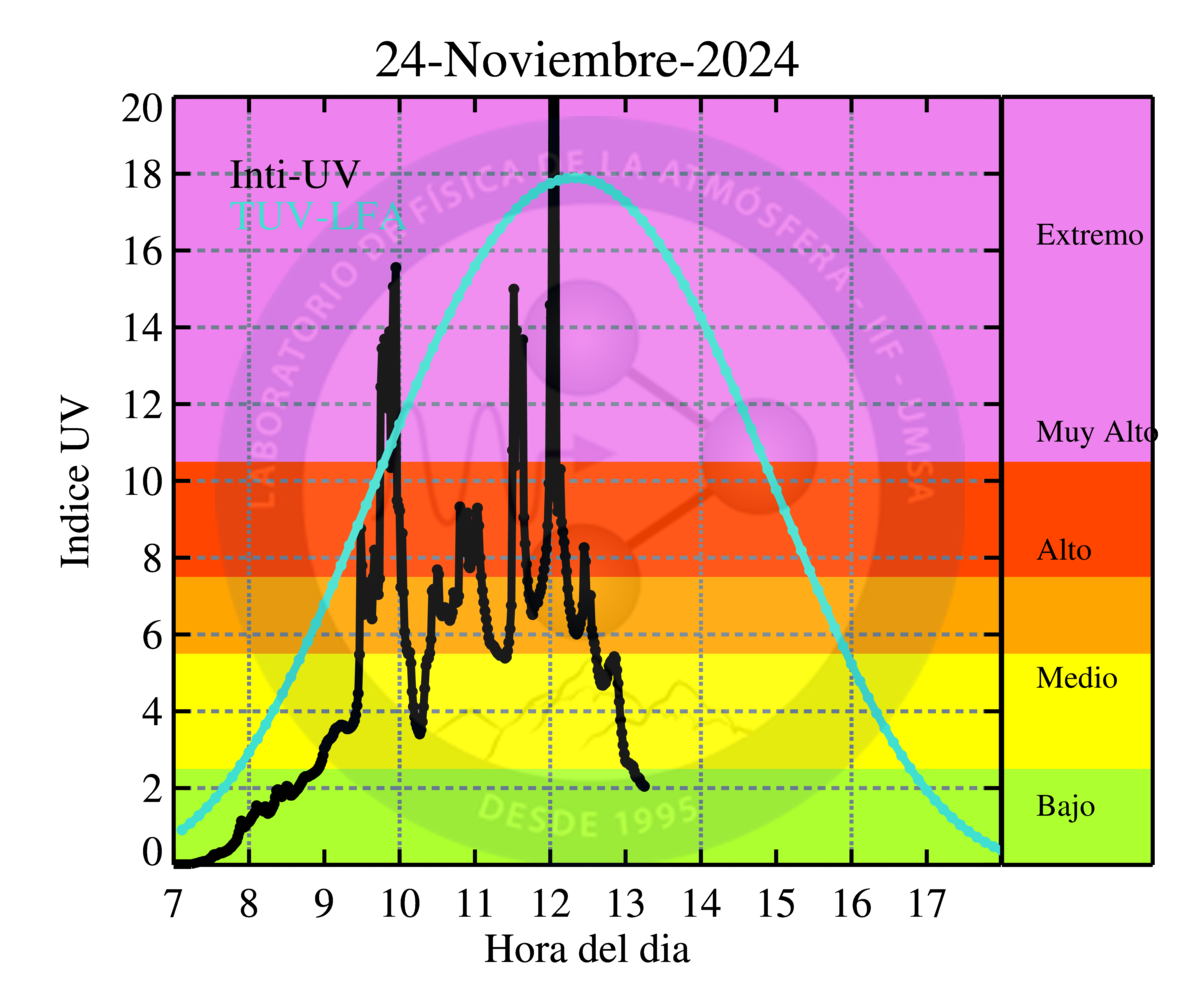 24-Noviembre-2024
20
18
16
14
12
10
8
6
4
2
0
Indice UV
Inti-UV
TUV-LFA
LABORATORIO DE FÍSICA DE LA ATMÓSFERA - IIF - UMSA
DESDE 1995
Extremo
Muy Alto
Alto
Medio
Bajo
7 8 9 10 11 12 13 14 15 16 17
Hora del dia